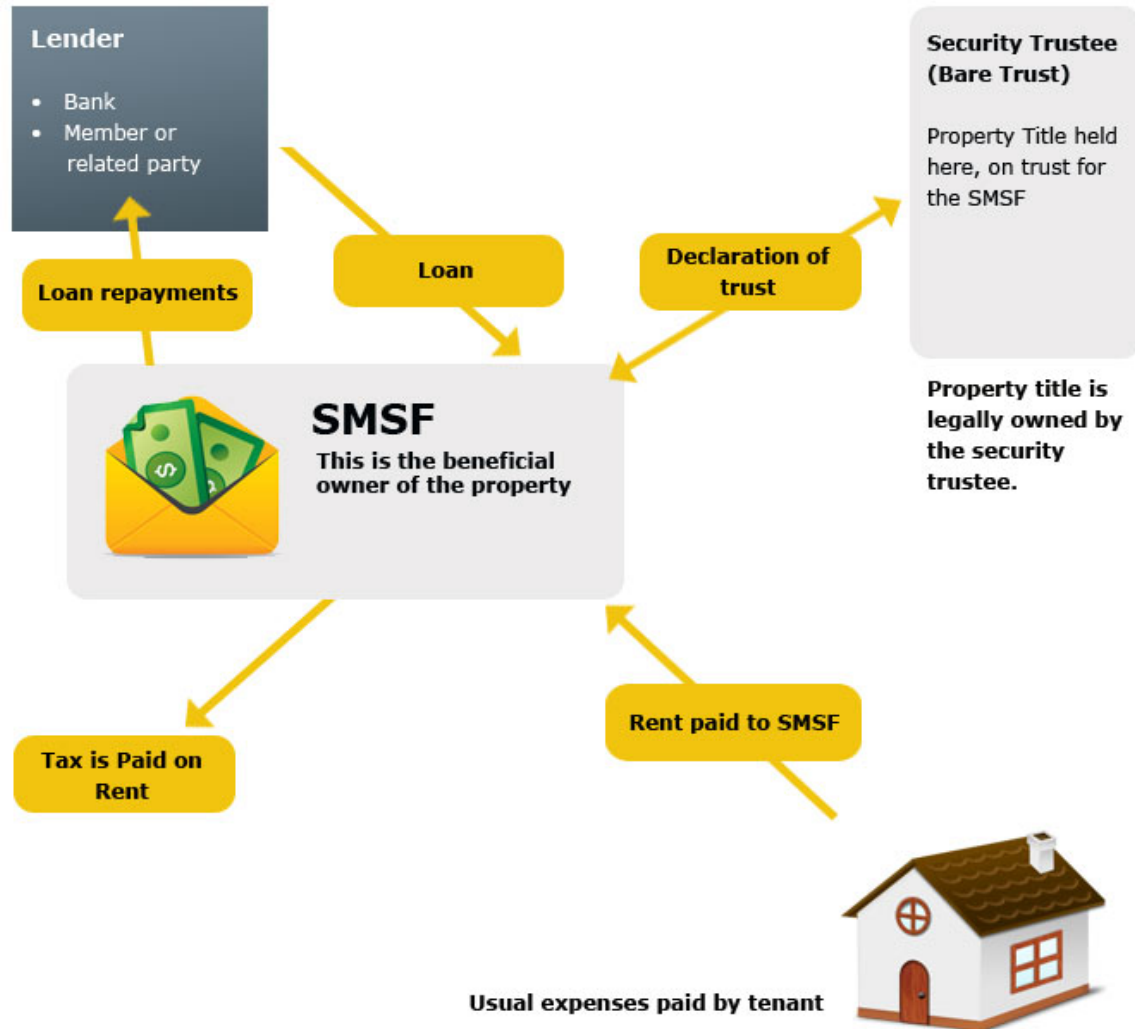 Lender
• Bank
• Member or
related party
Security Trustee
(Bare Trust)
Property Title held
here, on trust for
the SMSF
Loan repayments
Loan
Declaration of
trust
Property title is
legally owned by
the security
trustee.
SMSF
This is the beneficial
owner of the property
$
Tax is Paid on
Rent
Rent paid to SMSF
Usual expenses paid by tenant